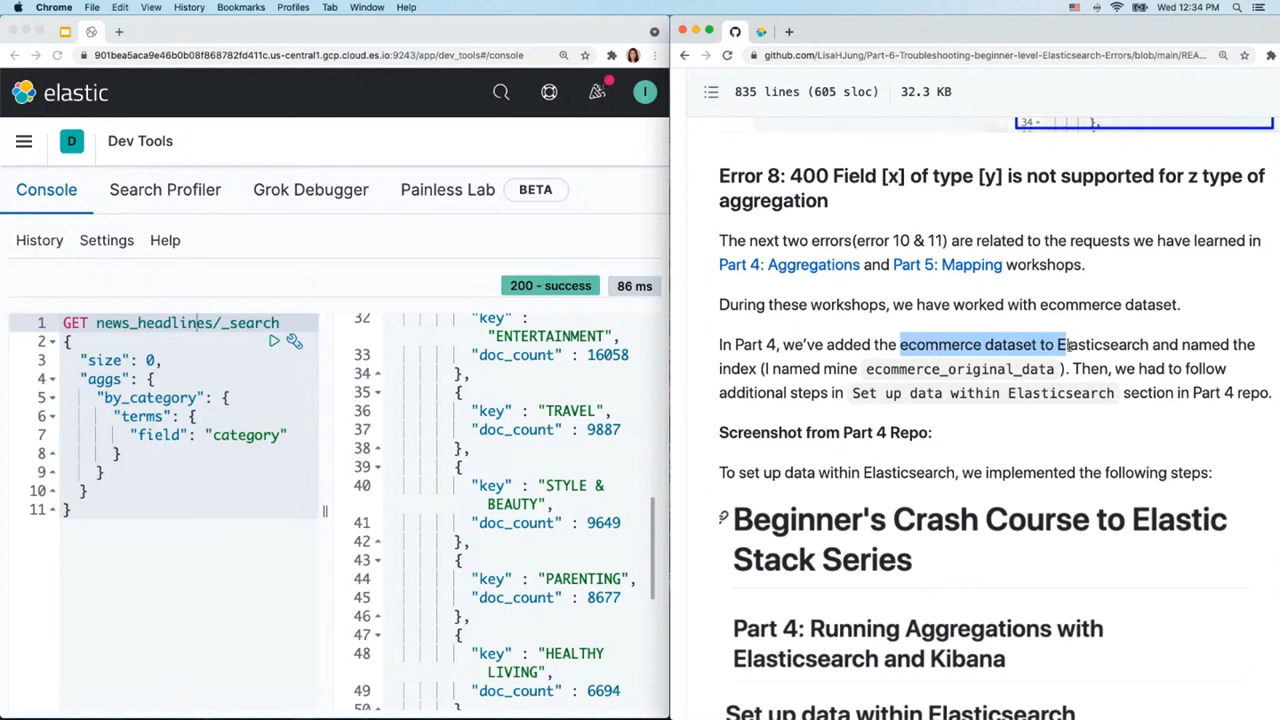 Chrome File Edit View History Bookmarks Profiles Tab Window Help
Wed 12:34 PM
901bea5aca9e46b0b08f868782fd411c.us-central1.gcp.cloud.es.io:9243/app/dev_tools#/console
elastic
I
D
Dev Tools
Console Search Profiler Grok Debugger Painless Lab BETA
History Settings Help
200 - success 86 ms
1 GET news_headlines/_search
2 {
3 "size": 0,
4 "aggs": {
5 "by_category": {
6 "terms": {
7 "field": "category"
8 }
9 }
10 }
11 }
32 "key" :
"ENTERTAINMENT",
33 "doc_count" : 16058
34 },
35 {
36 "key" : "TRAVEL",
37 "doc_count" : 9887
38 },
39 {
40 "key" : "STYLE &
BEAUTY",
41 "doc_count" : 9649
42 },
43 {
44 "key" : "PARENTING",
45 "doc_count" : 8677
46 },
47 {
48 "key" : "HEALTHY
LIVING",
49 "doc_count" : 6694
50 },
github.com/LisaHJung/Part-6-Troubleshooting-beginner-level-Elasticsearch-Errors/blob/main/REA...
835 lines (605 sloc) 32.3 KB
34 },
Error 8: 400 Field [x] of type [y] is not supported for z type of
aggregation
The next two errors(error 10 & 11) are related to the requests we have learned in
Part 4: Aggregations and Part 5: Mapping workshops.
During these workshops, we have worked with ecommerce dataset.
In Part 4, we've added the ecommerce dataset to Elasticsearch and named the
index (I named mine ecommerce_original_data ). Then, we had to follow
additional steps in Set up data within Elasticsearch section in Part 4 repo.
Screenshot from Part 4 Repo:
To set up data within Elasticsearch, we implemented the following steps:
Beginner's Crash Course to Elastic
Stack Series
Part 4: Running Aggregations with
Elasticsearch and Kibana
Set up data within Elasticsearch